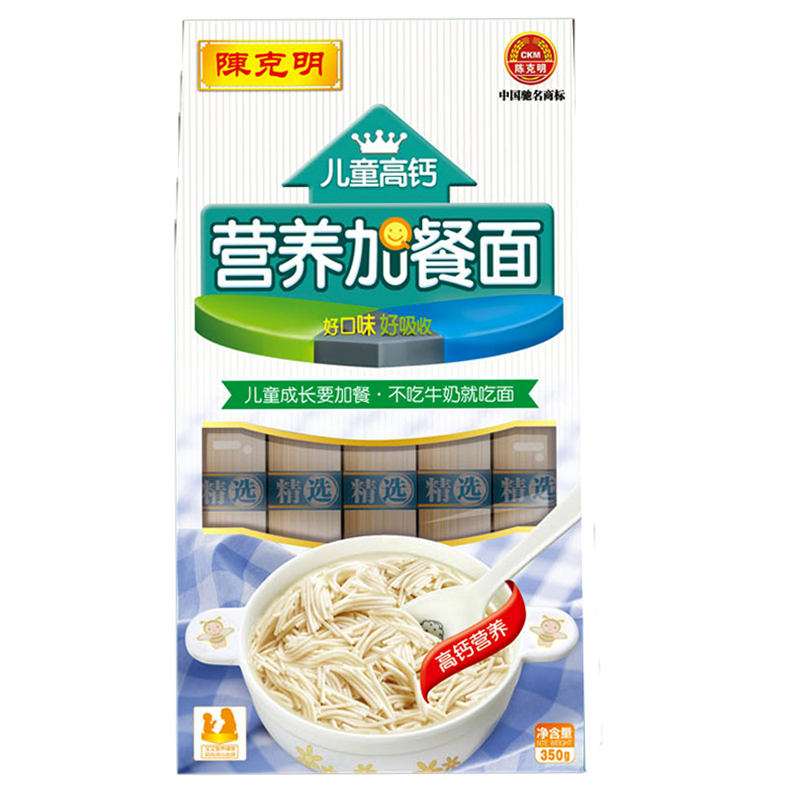 陳克明
CKM
陈克明
中国驰名商标
儿童高钙
营养加餐面
好口味 好吸收
儿童成长要加餐·不吃牛奶就吃面
精选 精选 精选 精选 精选
高钙营养
净含量
NTE WEIGHT
350g